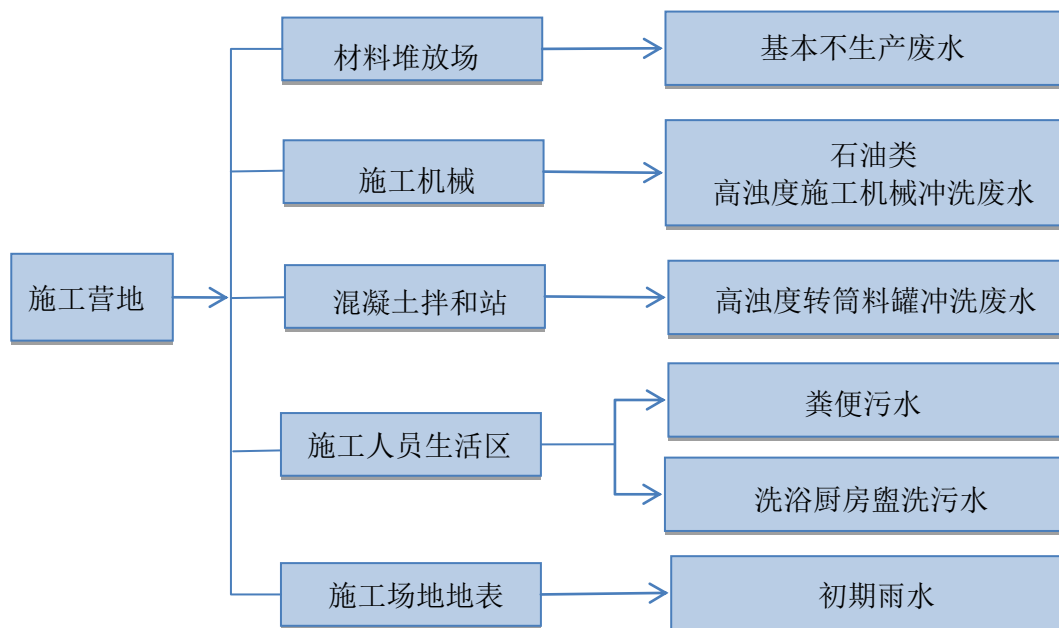 材料堆放场
基本不生产废水
施工机械
石油类
高浊度施工机械冲洗废水
施工营地
混凝土拌和站
高浊度转筒料罐冲洗废水
施工人员生活区
粪便污水
洗浴厨房盥洗污水
施工场地地表
初期雨水